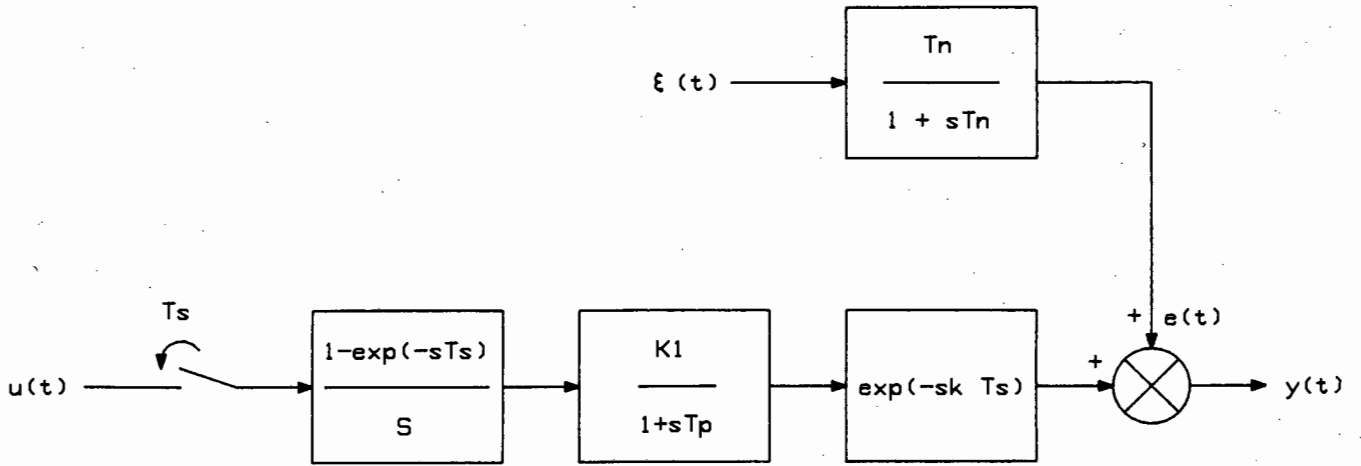 Tn
ξ (t)
1 + sTn
Ts
+ e(t)
1-exp(-sTs)
K1
+
u(t)
exp(-sk Ts)
y(t)
S
1+sTp